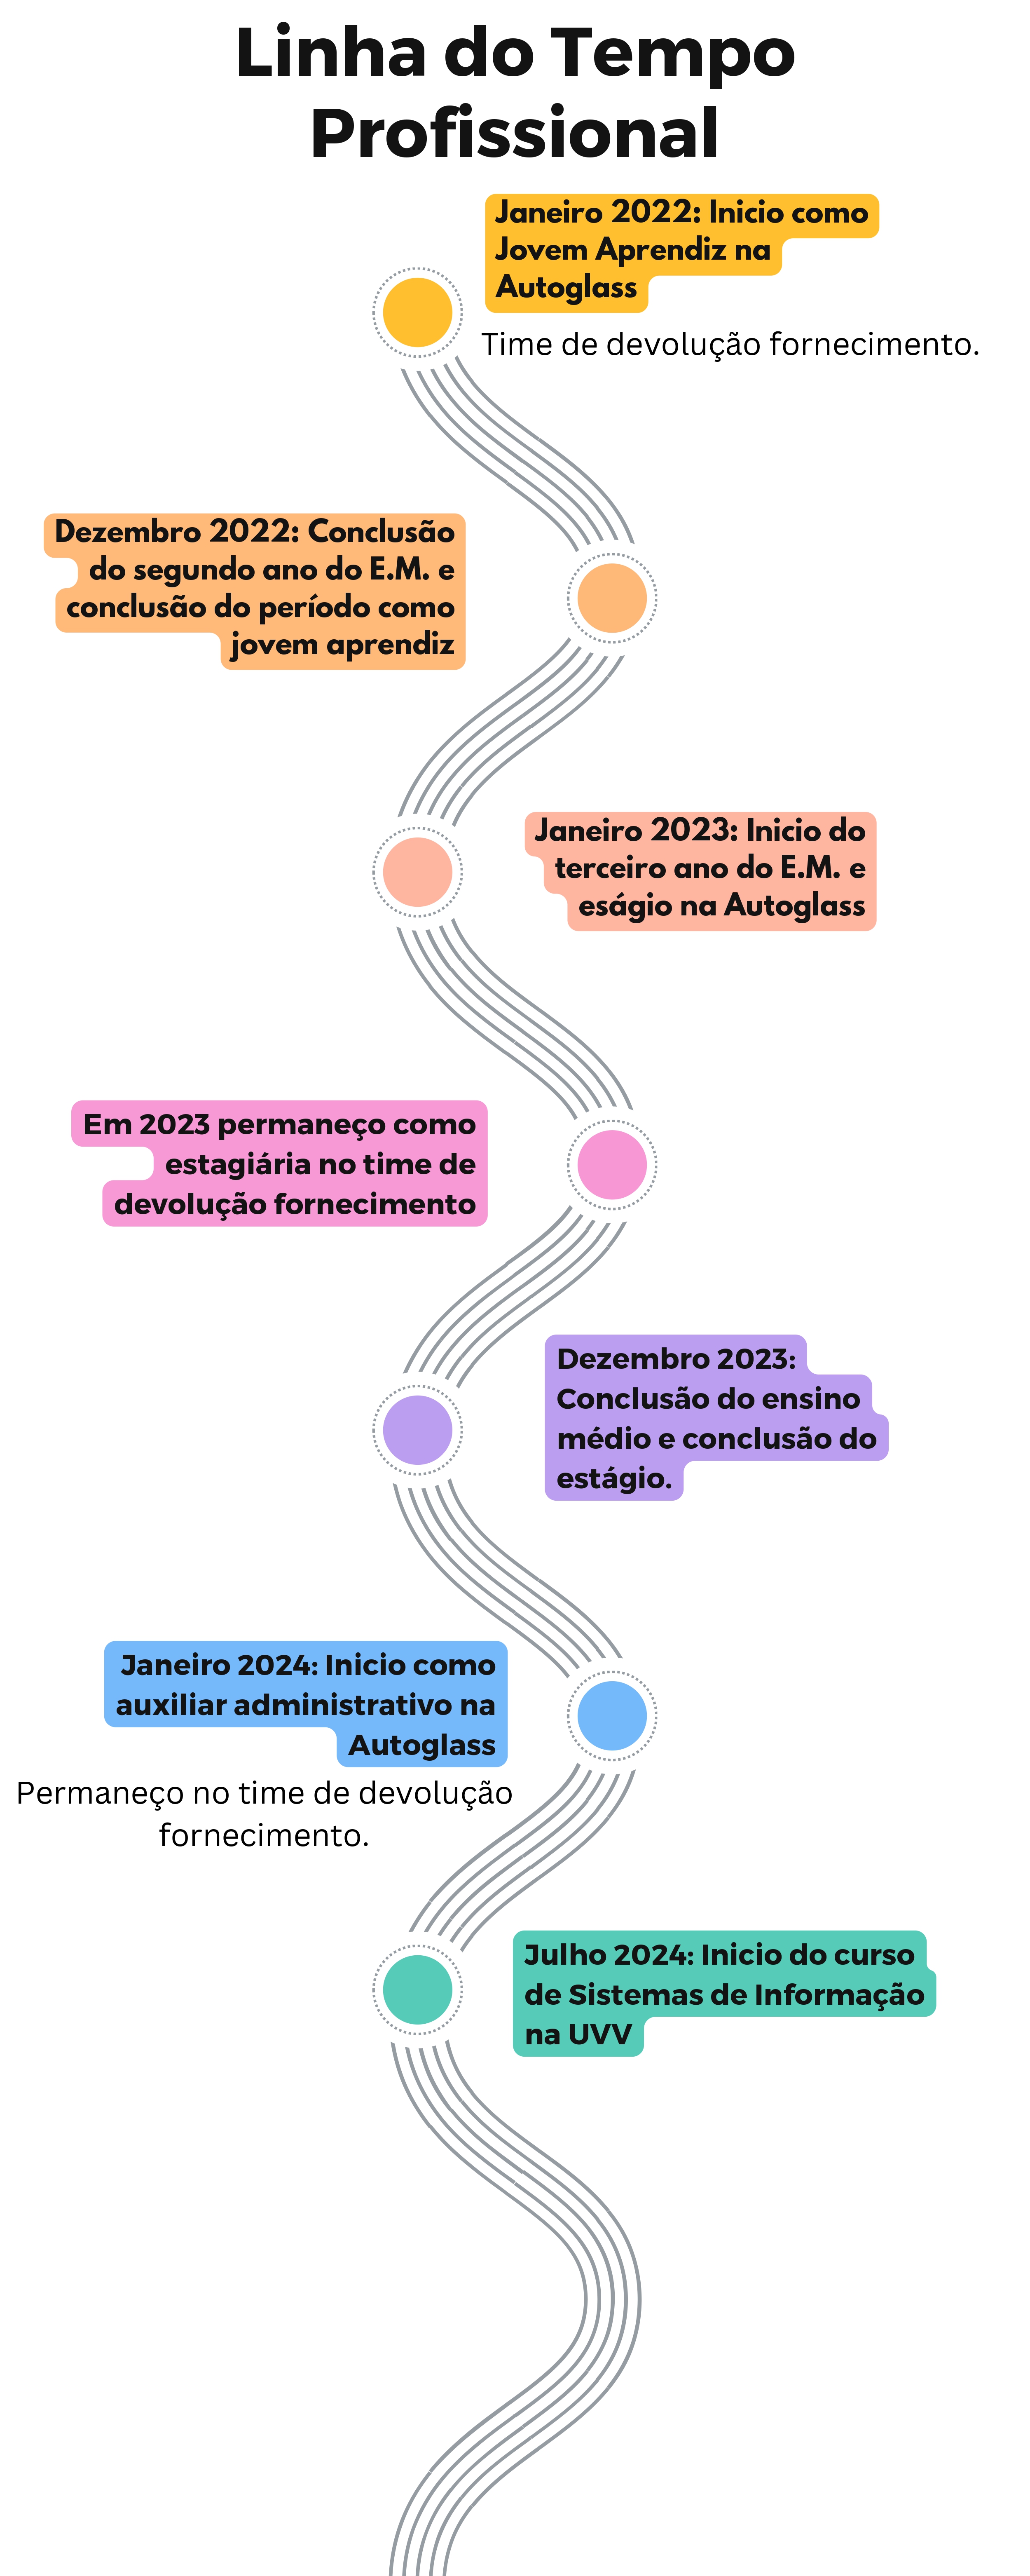 Linha do Tempo
Profissional
Janeiro 2022: Inicio como
Jovem Aprendiz na
Autoglass
Time de devolução fornecimento.
Dezembro 2022: Conclusão
do segundo ano do E.M. e
conclusão do período como
jovem aprendiz
Janeiro 2023: Inicio do
terceiro ano do E.M. e
eságio na Autoglass
Em 2023 permaneço como
estagiária no time de
devolução fornecimento
Dezembro 2023:
Conclusão do ensino
médio e conclusão do
estágio.
Janeiro 2024: Inicio como
auxiliar administrativo na
Autoglass
Permaneço no time de devolução
fornecimento.
Julho 2024: Inicio do curso
de Sistemas de Informação
na UVV